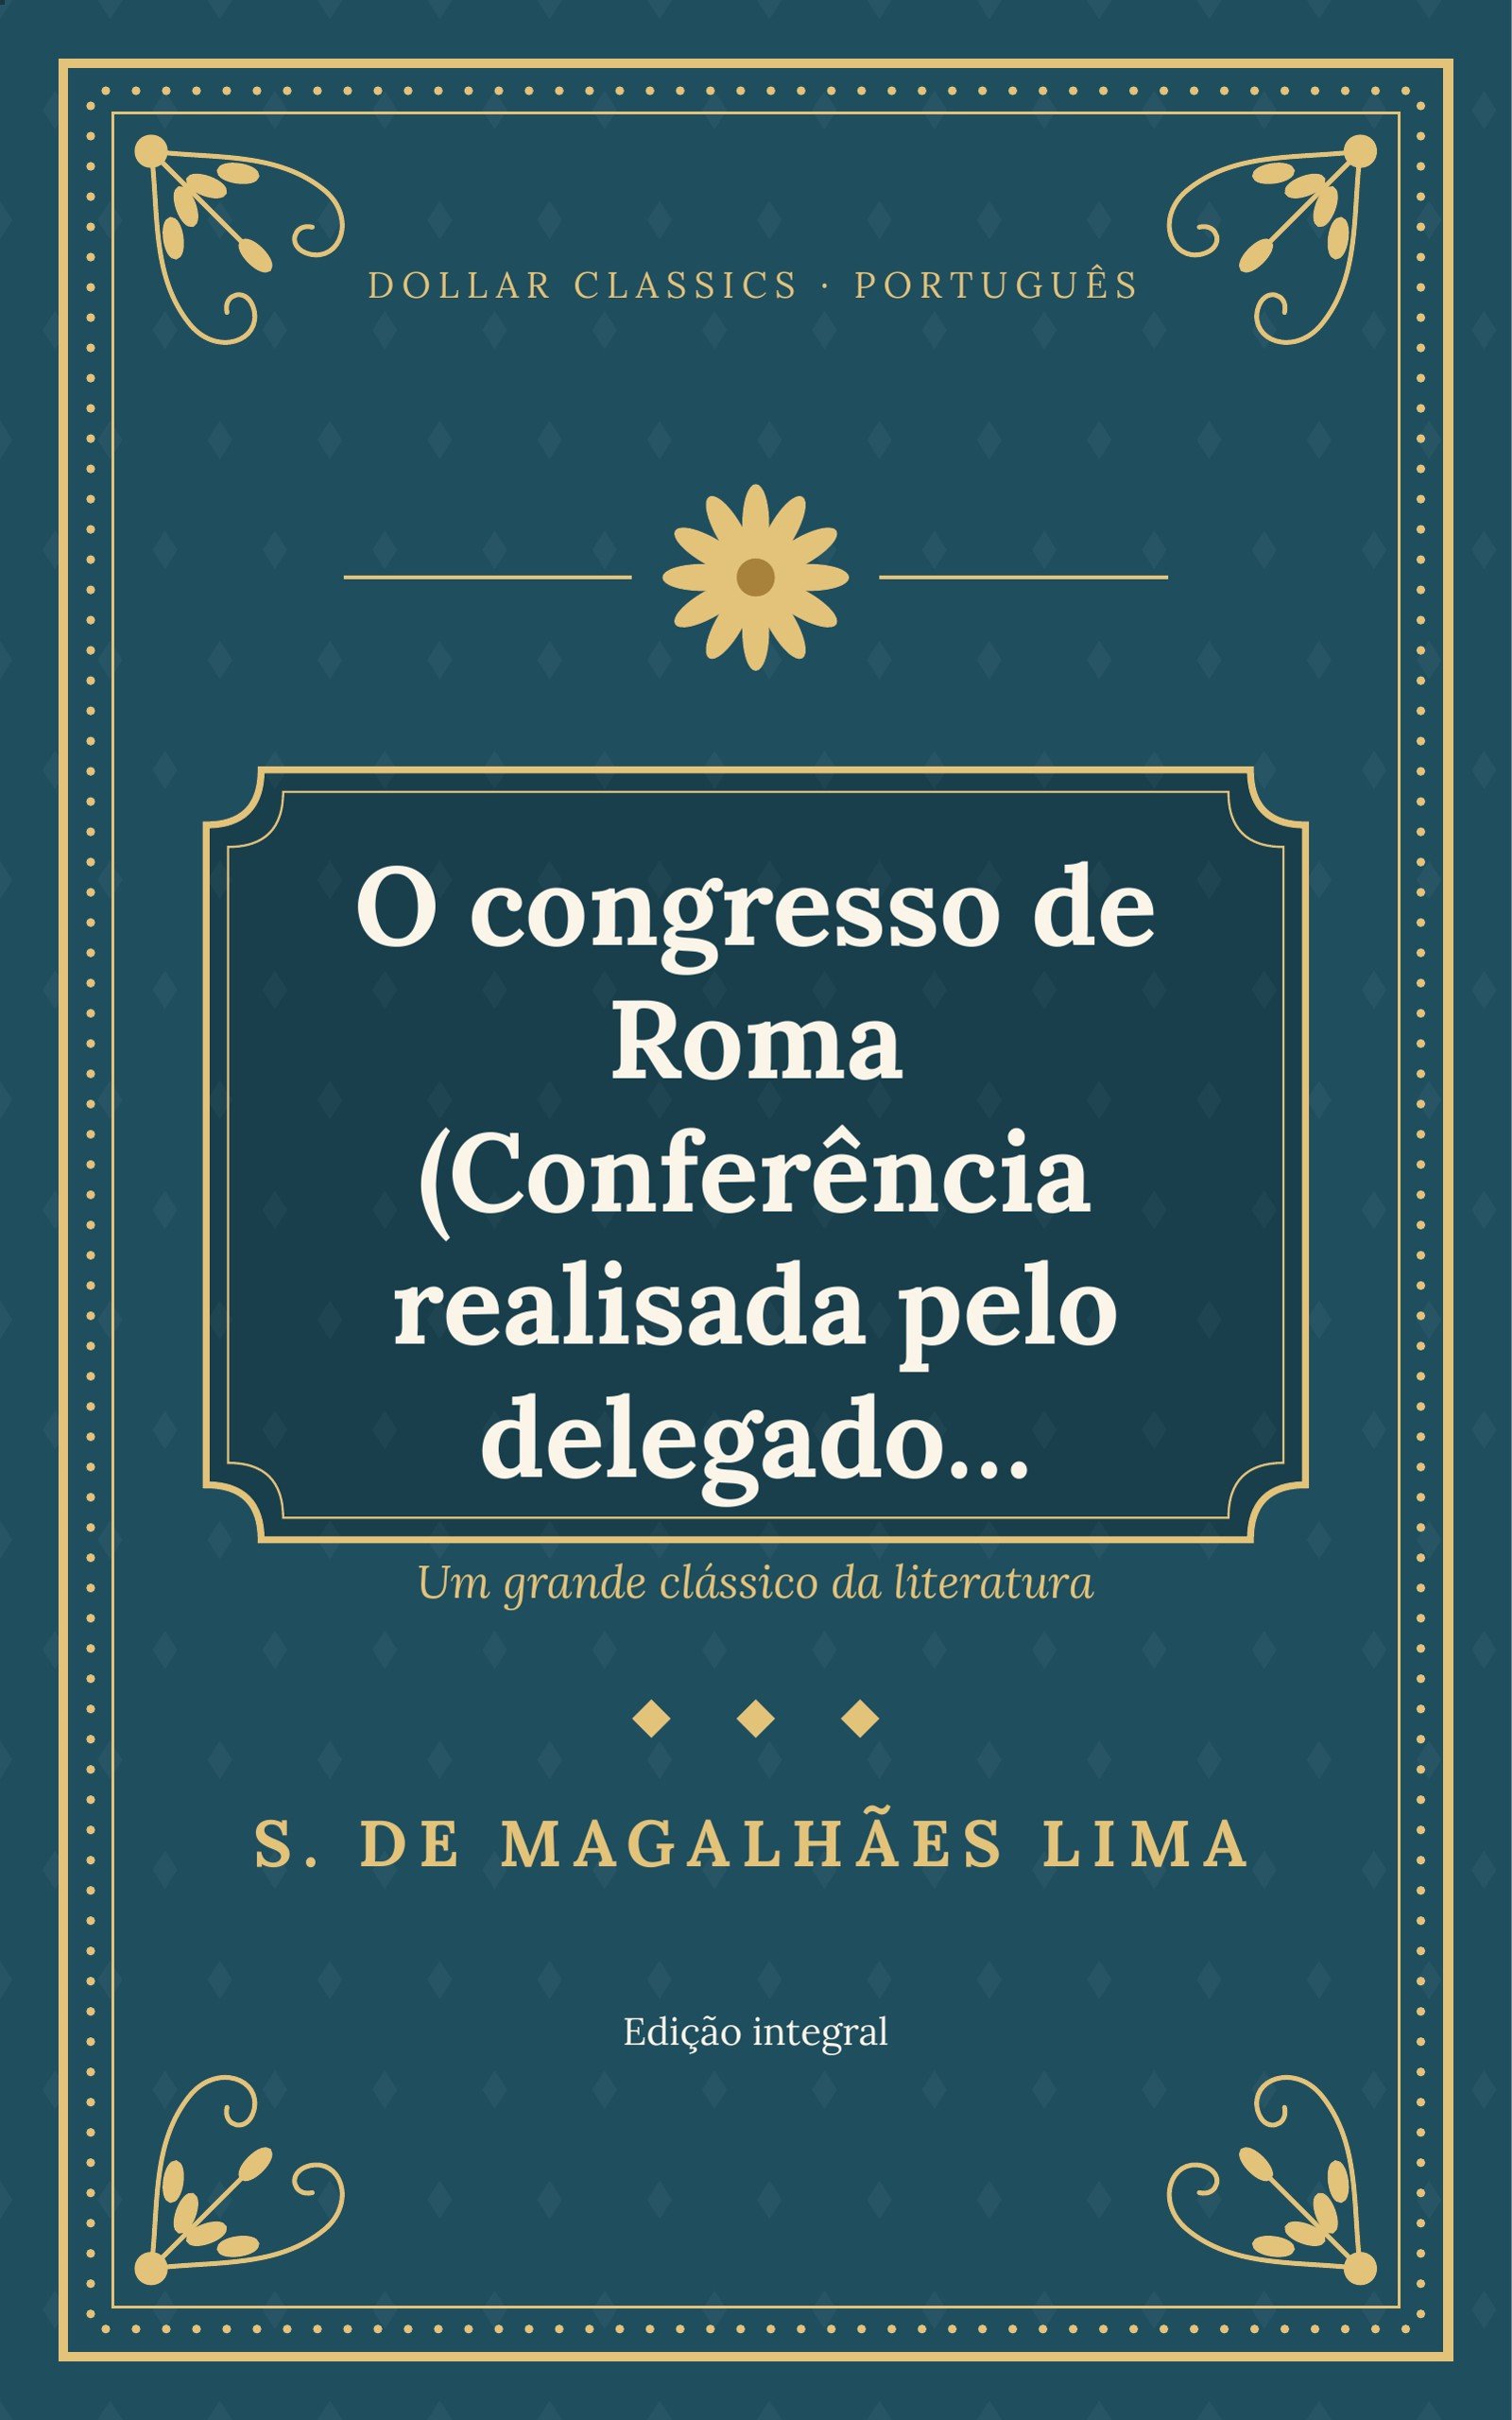 DOLLAR CLASSICS · PORTUGUÊS
O congresso de
Roma
(Conferência
realisada pelo
delegado...
Um grande clássico da literatura
S. DE MAGALHÃES LIMA
Edição integral